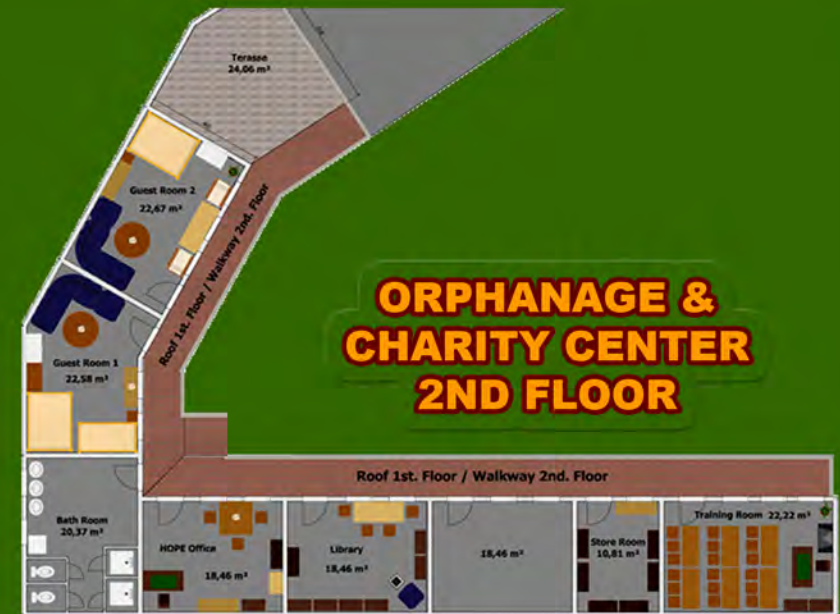 Terasse
24,06 m²
Guest Room 2
22,67 m²
Roof 1st. Floor / Walkway 2nd. Floor
ORPHANAGE &
CHARITY CENTER
2ND FLOOR
Guest Room 1
22,58 m²
Roof 1st. Floor / Walkway 2nd. Floor
Bath Room
20,37 m²
HOPE Office
18,46 m²
Library
18,46 m²
18,46 m²
Store Room
10,81 m²
Training Room 22,22 m²